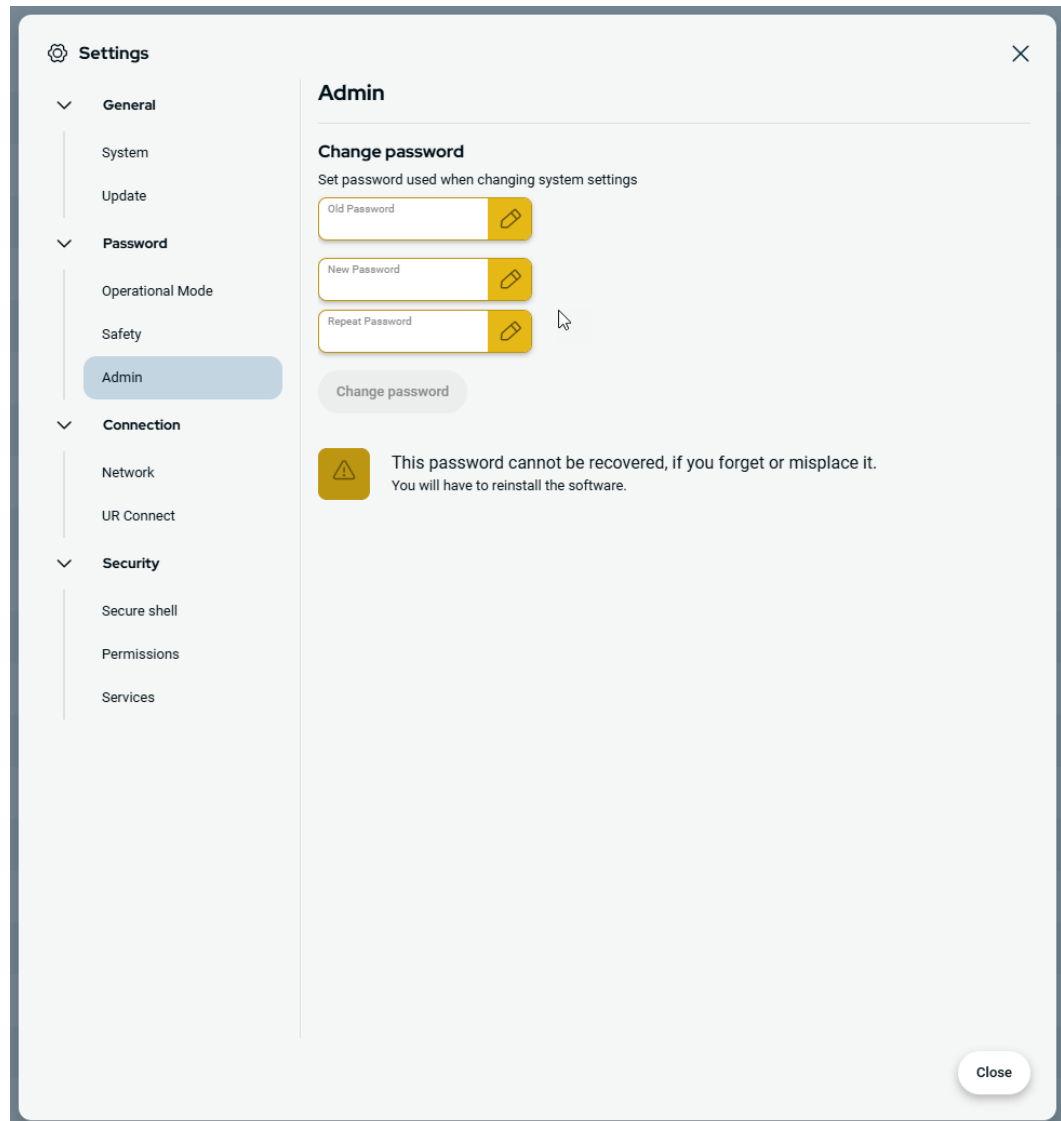 Settings
General
System
Update
Password
Operational Mode
Safety
Admin
Connection
Network
UR Connect
Security
Secure shell
Permissions
Services
Admin
Change password
Set password used when changing system settings
Old Password
New Password
Repeat Password
Change password
This password cannot be recovered, if you forget or misplace it.
You will have to reinstall the software.
Close